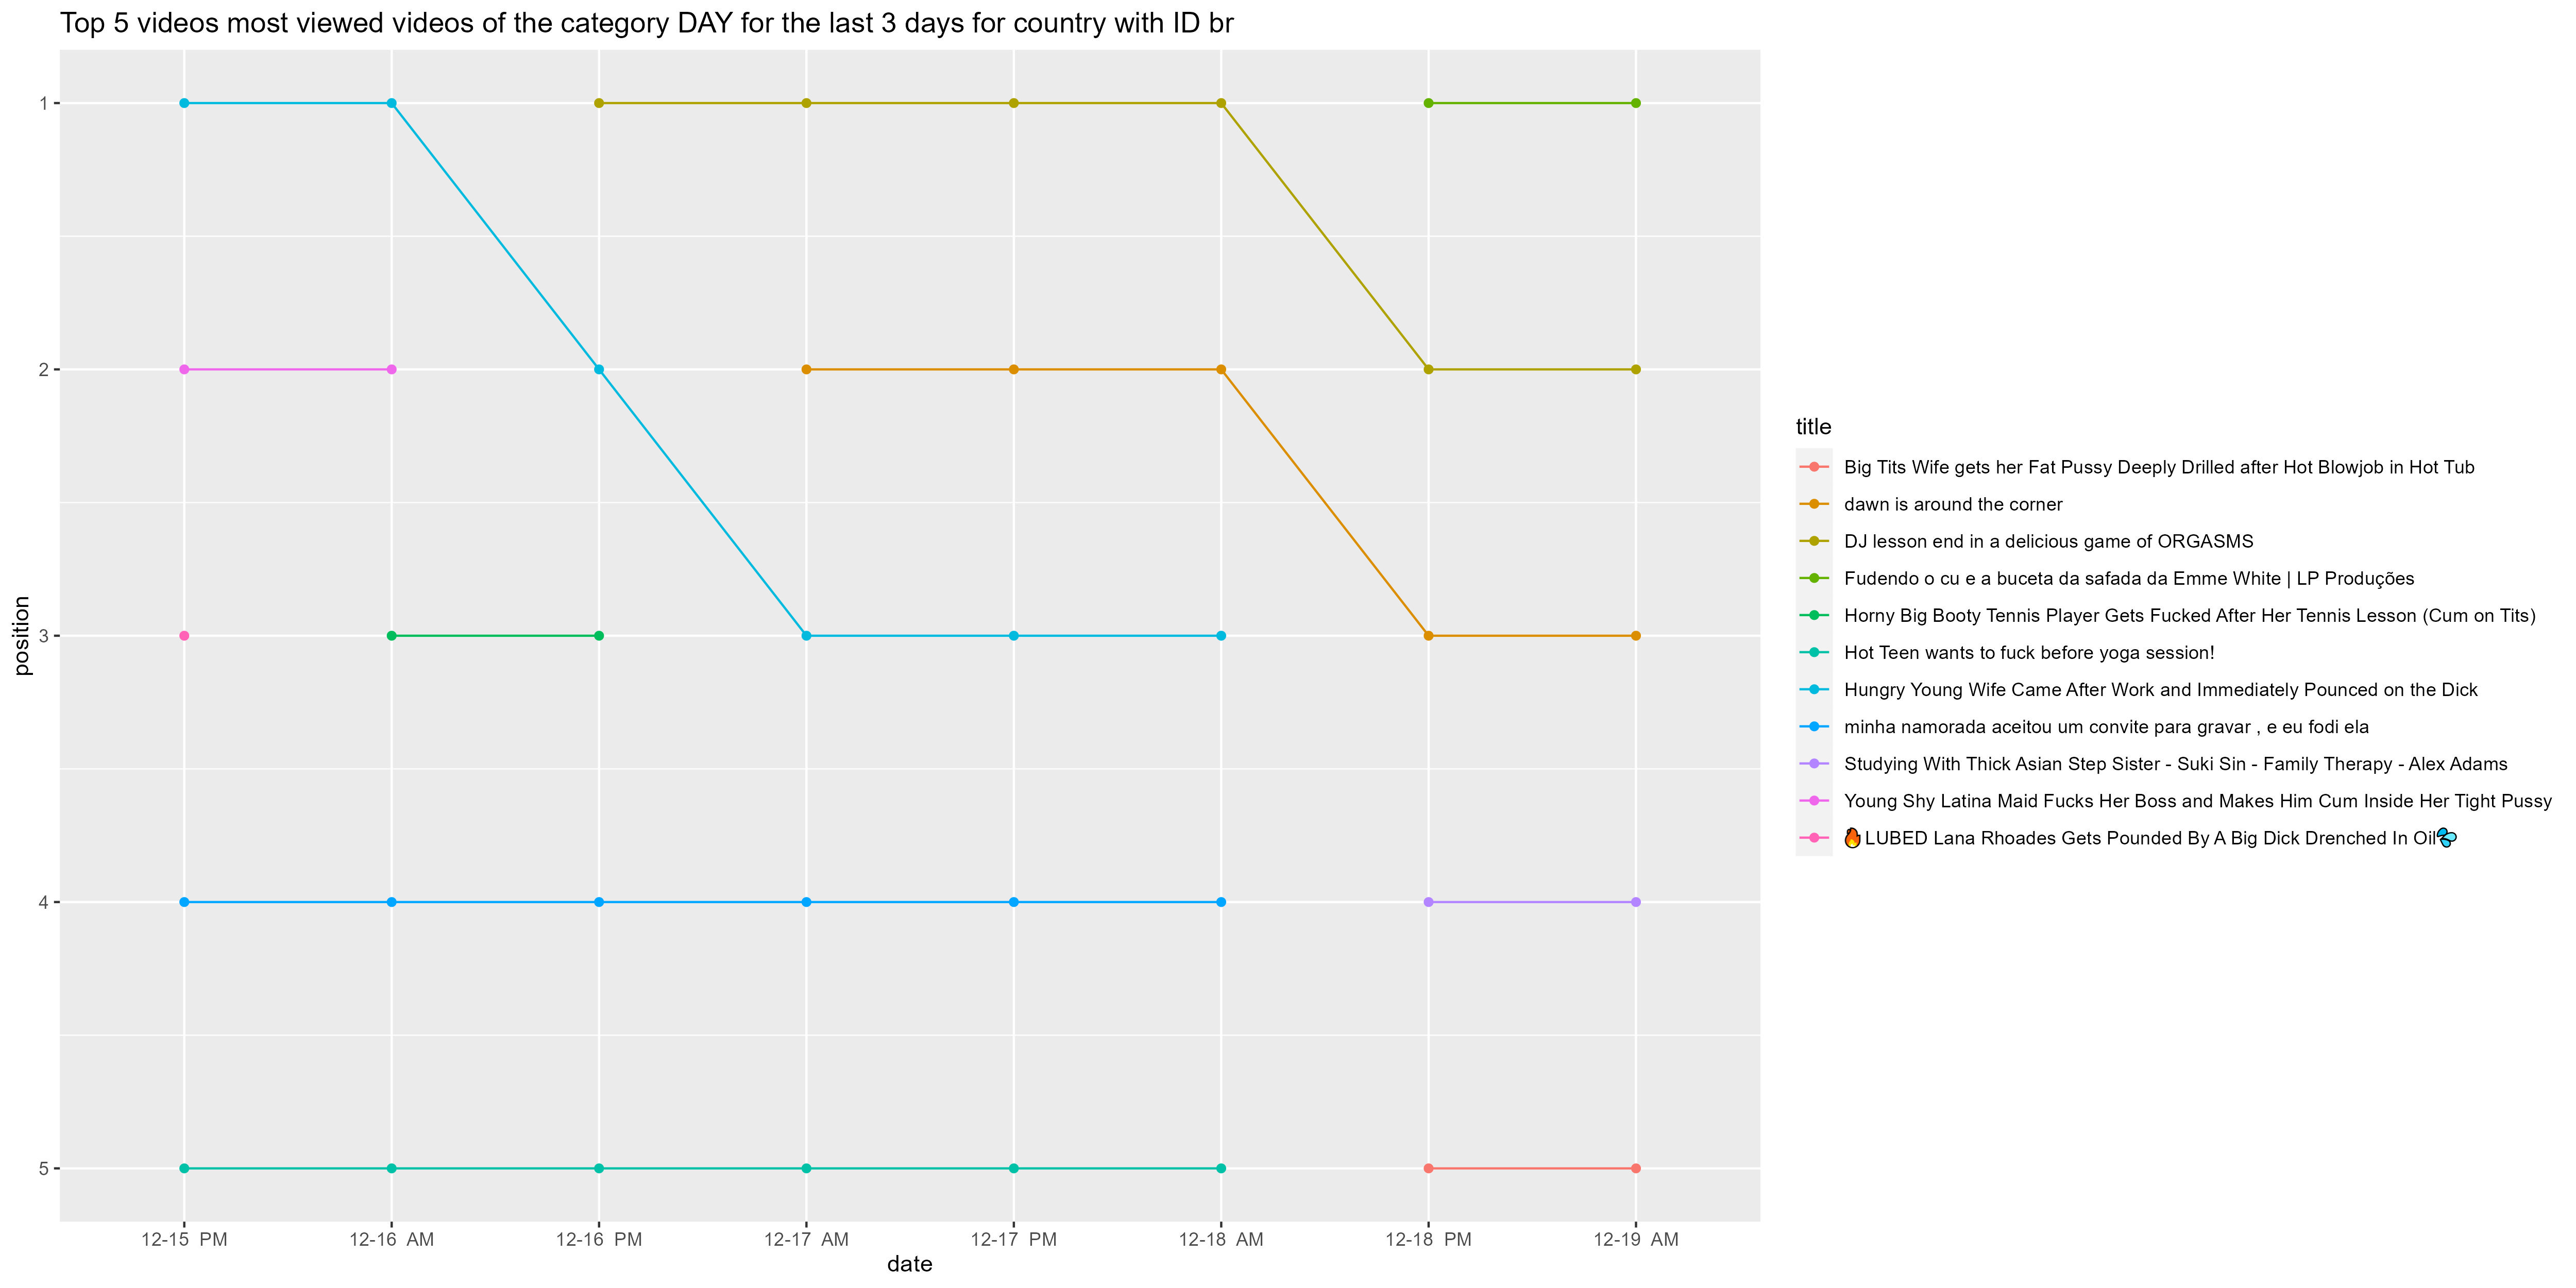 Top 5 videos most viewed videos of the category DAY for the last 3 days for country with ID br
position
1
2
3
4
5
12-15 PM
12-16 AM
12-16 PM
12-17 AM
12-17 PM
12-18 AM
12-18 PM
12-19 AM
date
title
Big Tits Wife gets her Fat Pussy Deeply Drilled after Hot Blowjob in Hot Tub
dawn is around the corner
DJ lesson end in a delicious game of ORGASMS
Fudendo o cu e a buceta da safada da Emme White | LP Produções
Horny Big Booty Tennis Player Gets Fucked After Her Tennis Lesson (Cum on Tits)
Hot Teen wants to fuck before yoga session!
Hungry Young Wife Came After Work and Immediately Pounced on the Dick
minha namorada aceitou um convite para gravar , e eu fodi ela
Studying With Thick Asian Step Sister - Suki Sin - Family Therapy - Alex Adams
Young Shy Latina Maid Fucks Her Boss and Makes Him Cum Inside Her Tight Pussy
🔥LUBED Lana Rhoades Gets Pounded By A Big Dick Drenched In Oil💦